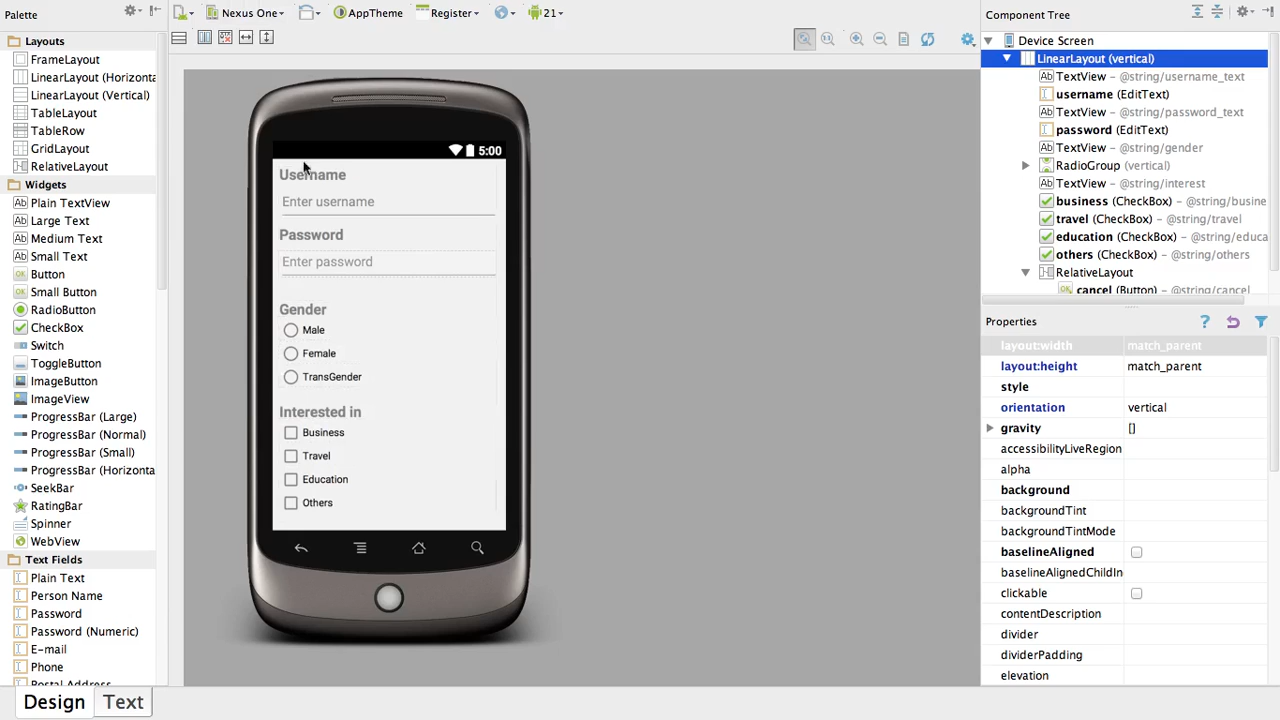 Palette
Nexus One
AppTheme
Register
21
Component Tree
Layouts
FrameLayout
LinearLayout (Horizonta
LinearLayout (Vertical)
TableLayout
TableRow
GridLayout
RelativeLayout
Widgets
Plain TextView
Large Text
Medium Text
Small Text
Button
Small Button
RadioButton
CheckBox
Switch
ToggleButton
ImageButton
ImageView
ProgressBar (Large)
ProgressBar (Normal)
ProgressBar (Small)
ProgressBar (Horizonta
SeekBar
RatingBar
Spinner
WebView
Text Fields
Plain Text
Person Name
Password
Password (Numeric)
E-mail
Phone
Postal Address
Design
Text
5:00
Username
Enter username
Password
Enter password
Gender
Male
Female
TransGender
Interested in
Business
Travel
Education
Others
Device Screen
LinearLayout (vertical)
Ab TextView – @string/username_text
username (EditText)
Ab TextView – @string/password_text
password (EditText)
Ab TextView – @string/gender
RadioGroup (vertical)
Ab TextView – @string/interest
business (CheckBox) – @string/busine
travel (CheckBox) – @string/travel
education (CheckBox) – @string/educa
others (CheckBox) – @string/others
RelativeLayout
OK cancel (Button) – @string/cancel
Properties
layout:width match_parent
layout:height match_parent
style
orientation vertical
gravity []
accessibilityLiveRegion
alpha
background
backgroundTint
backgroundTintMode
baselineAligned
baselineAlignedChildIn
clickable
contentDescription
divider
dividerPadding
elevation